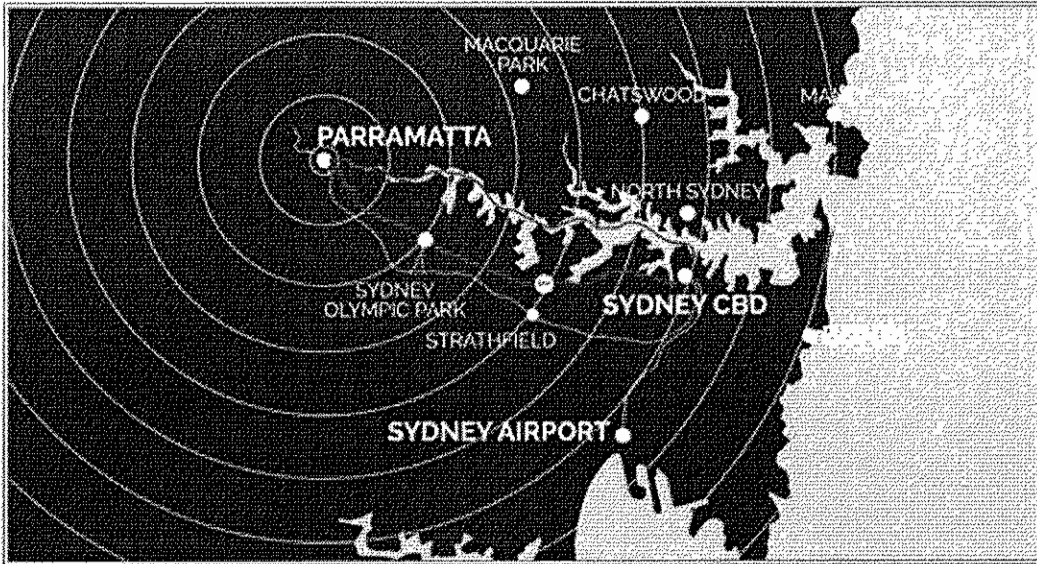 MACQUARIE
PARK
CHATSWOOD
PARRAMATTA
NORTH SYDNEY
SYDNEY
OLYMPIC PARK
SYDNEY CBD
STRATHFIELD
SYDNEY AIRPORT